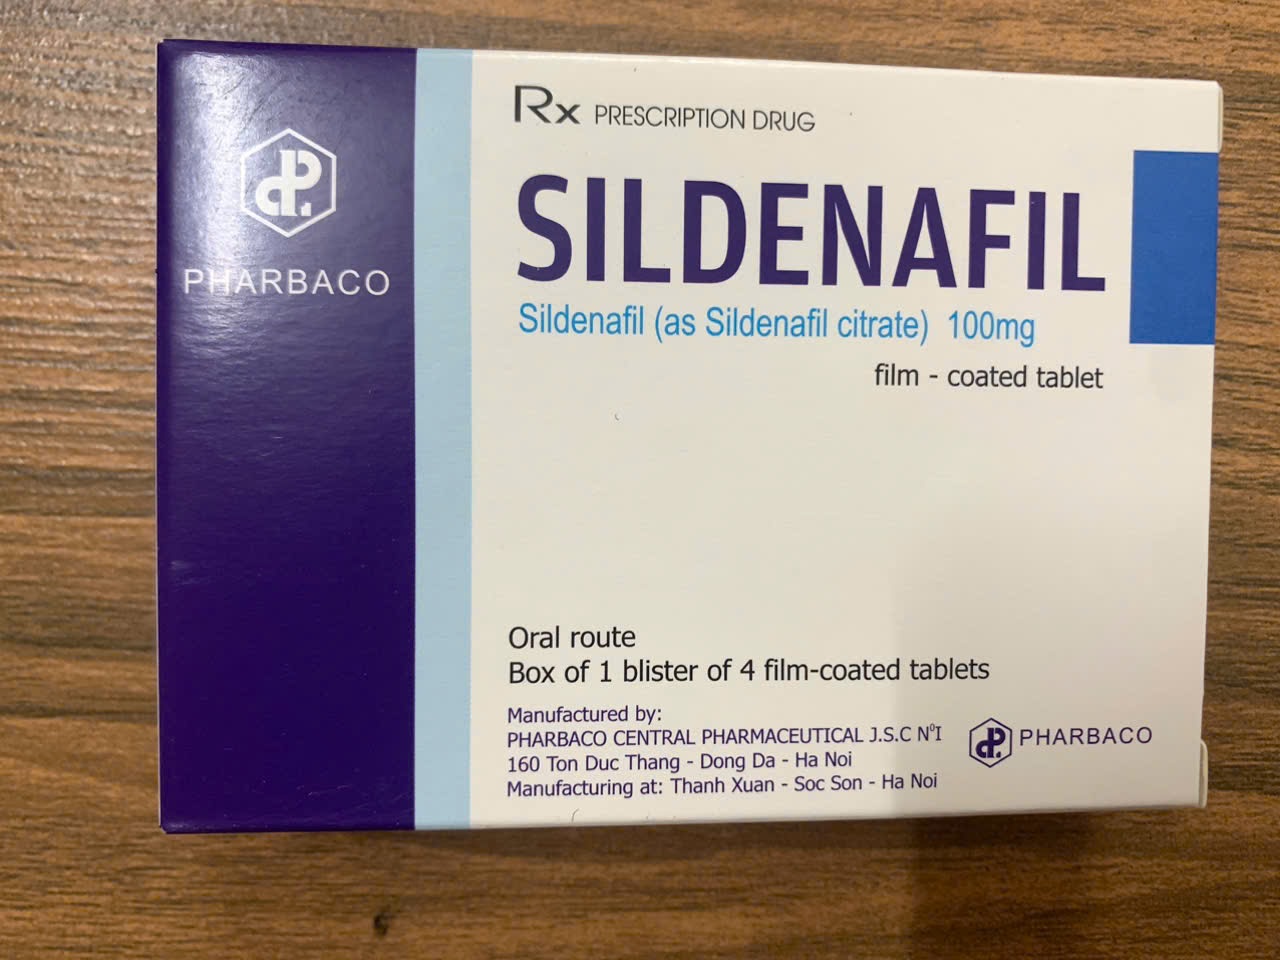 PHARBACO
Rx PRESCRIPTION DRUG
SILDENAFIL
Sildenafil (as Sildenafil citrate) 100mg
film - coated tablet
Oral route
Box of 1 blister of 4 film-coated tablets
Manufactured by:
PHARBACO CENTRAL PHARMACEUTICAL J.S.C N⁰I
160 Ton Duc Thang - Dong Da - Ha Noi
Manufacturing at: Thanh Xuan - Soc Son - Ha Noi
PHARBACO